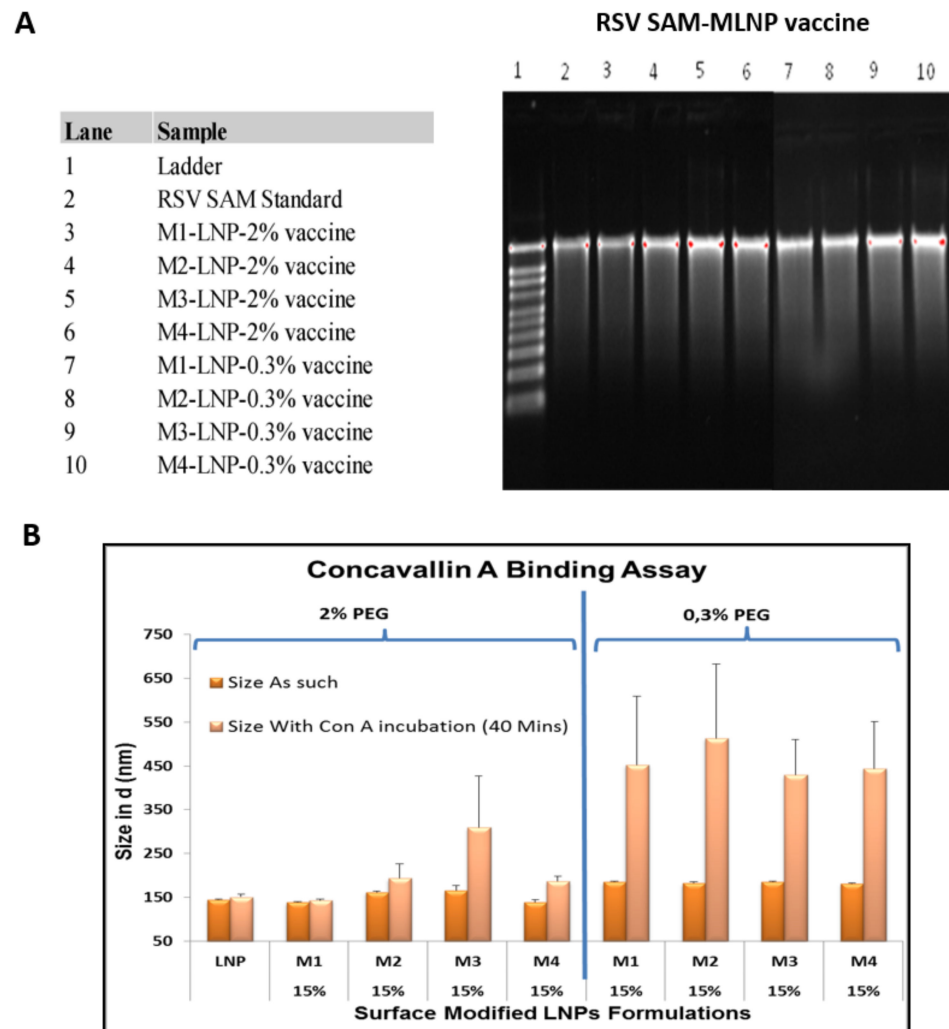 A
RSV SAM-MLNP vaccine
1 2 3 4 5 6 7 8 9 10
Lane Sample
1 Ladder
2 RSV SAM Standard
3 M1-LNP-2% vaccine
4 M2-LNP-2% vaccine
5 M3-LNP-2% vaccine
6 M4-LNP-2% vaccine
7 M1-LNP-0.3% vaccine
8 M2-LNP-0.3% vaccine
9 M3-LNP-0.3% vaccine
10 M4-LNP-0.3% vaccine
B
Concavallin A Binding Assay
2% PEG 0,3% PEG
Size As such
Size With Con A incubation (40 Mins)
Size in d (nm)
750
650
550
450
350
250
150
50
LNP M1 M2 M3 M4 M1 M2 M3 M4
15% 15% 15% 15% 15% 15% 15% 15%
Surface Modified LNPs Formulations